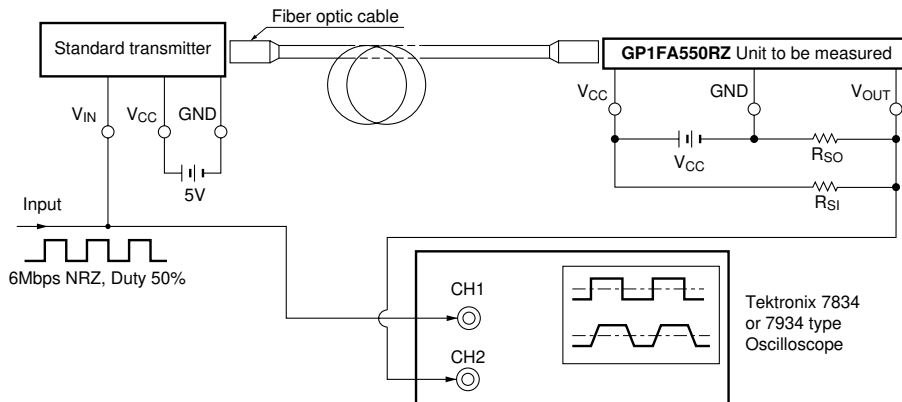 Fiber optic cable
Standard transmitter
GP1FA550RZ Unit to be measured
VIN
VCC
GND
VCC
GND
VOUT
5V
VCC
RSO
RSI
Input
6Mbps NRZ, Duty 50%
CH1
CH2
Tektronix 7834
or 7934 type
Oscilloscope